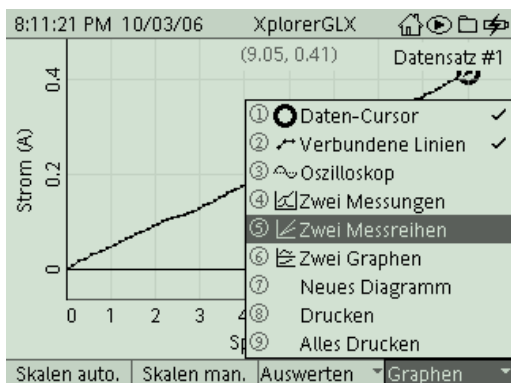 8:11:21 PM 10/03/06 XplorerGLX
(9.05, 0.41) Datensatz #1
0.4
0.2
0
Strom (A)
① Daten-Cursor ✓
② Verbundene Linien ✓
③ Oszilloskop
④ Zwei Messungen
⑤ Zwei Messreihen
⑥ Zwei Graphen
⑦ Neues Diagramm
⑧ Drucken
⑨ Alles Drucken
0 1 2 3 4
Sp
Skalen auto. Skalen man. Auswerten Graphen